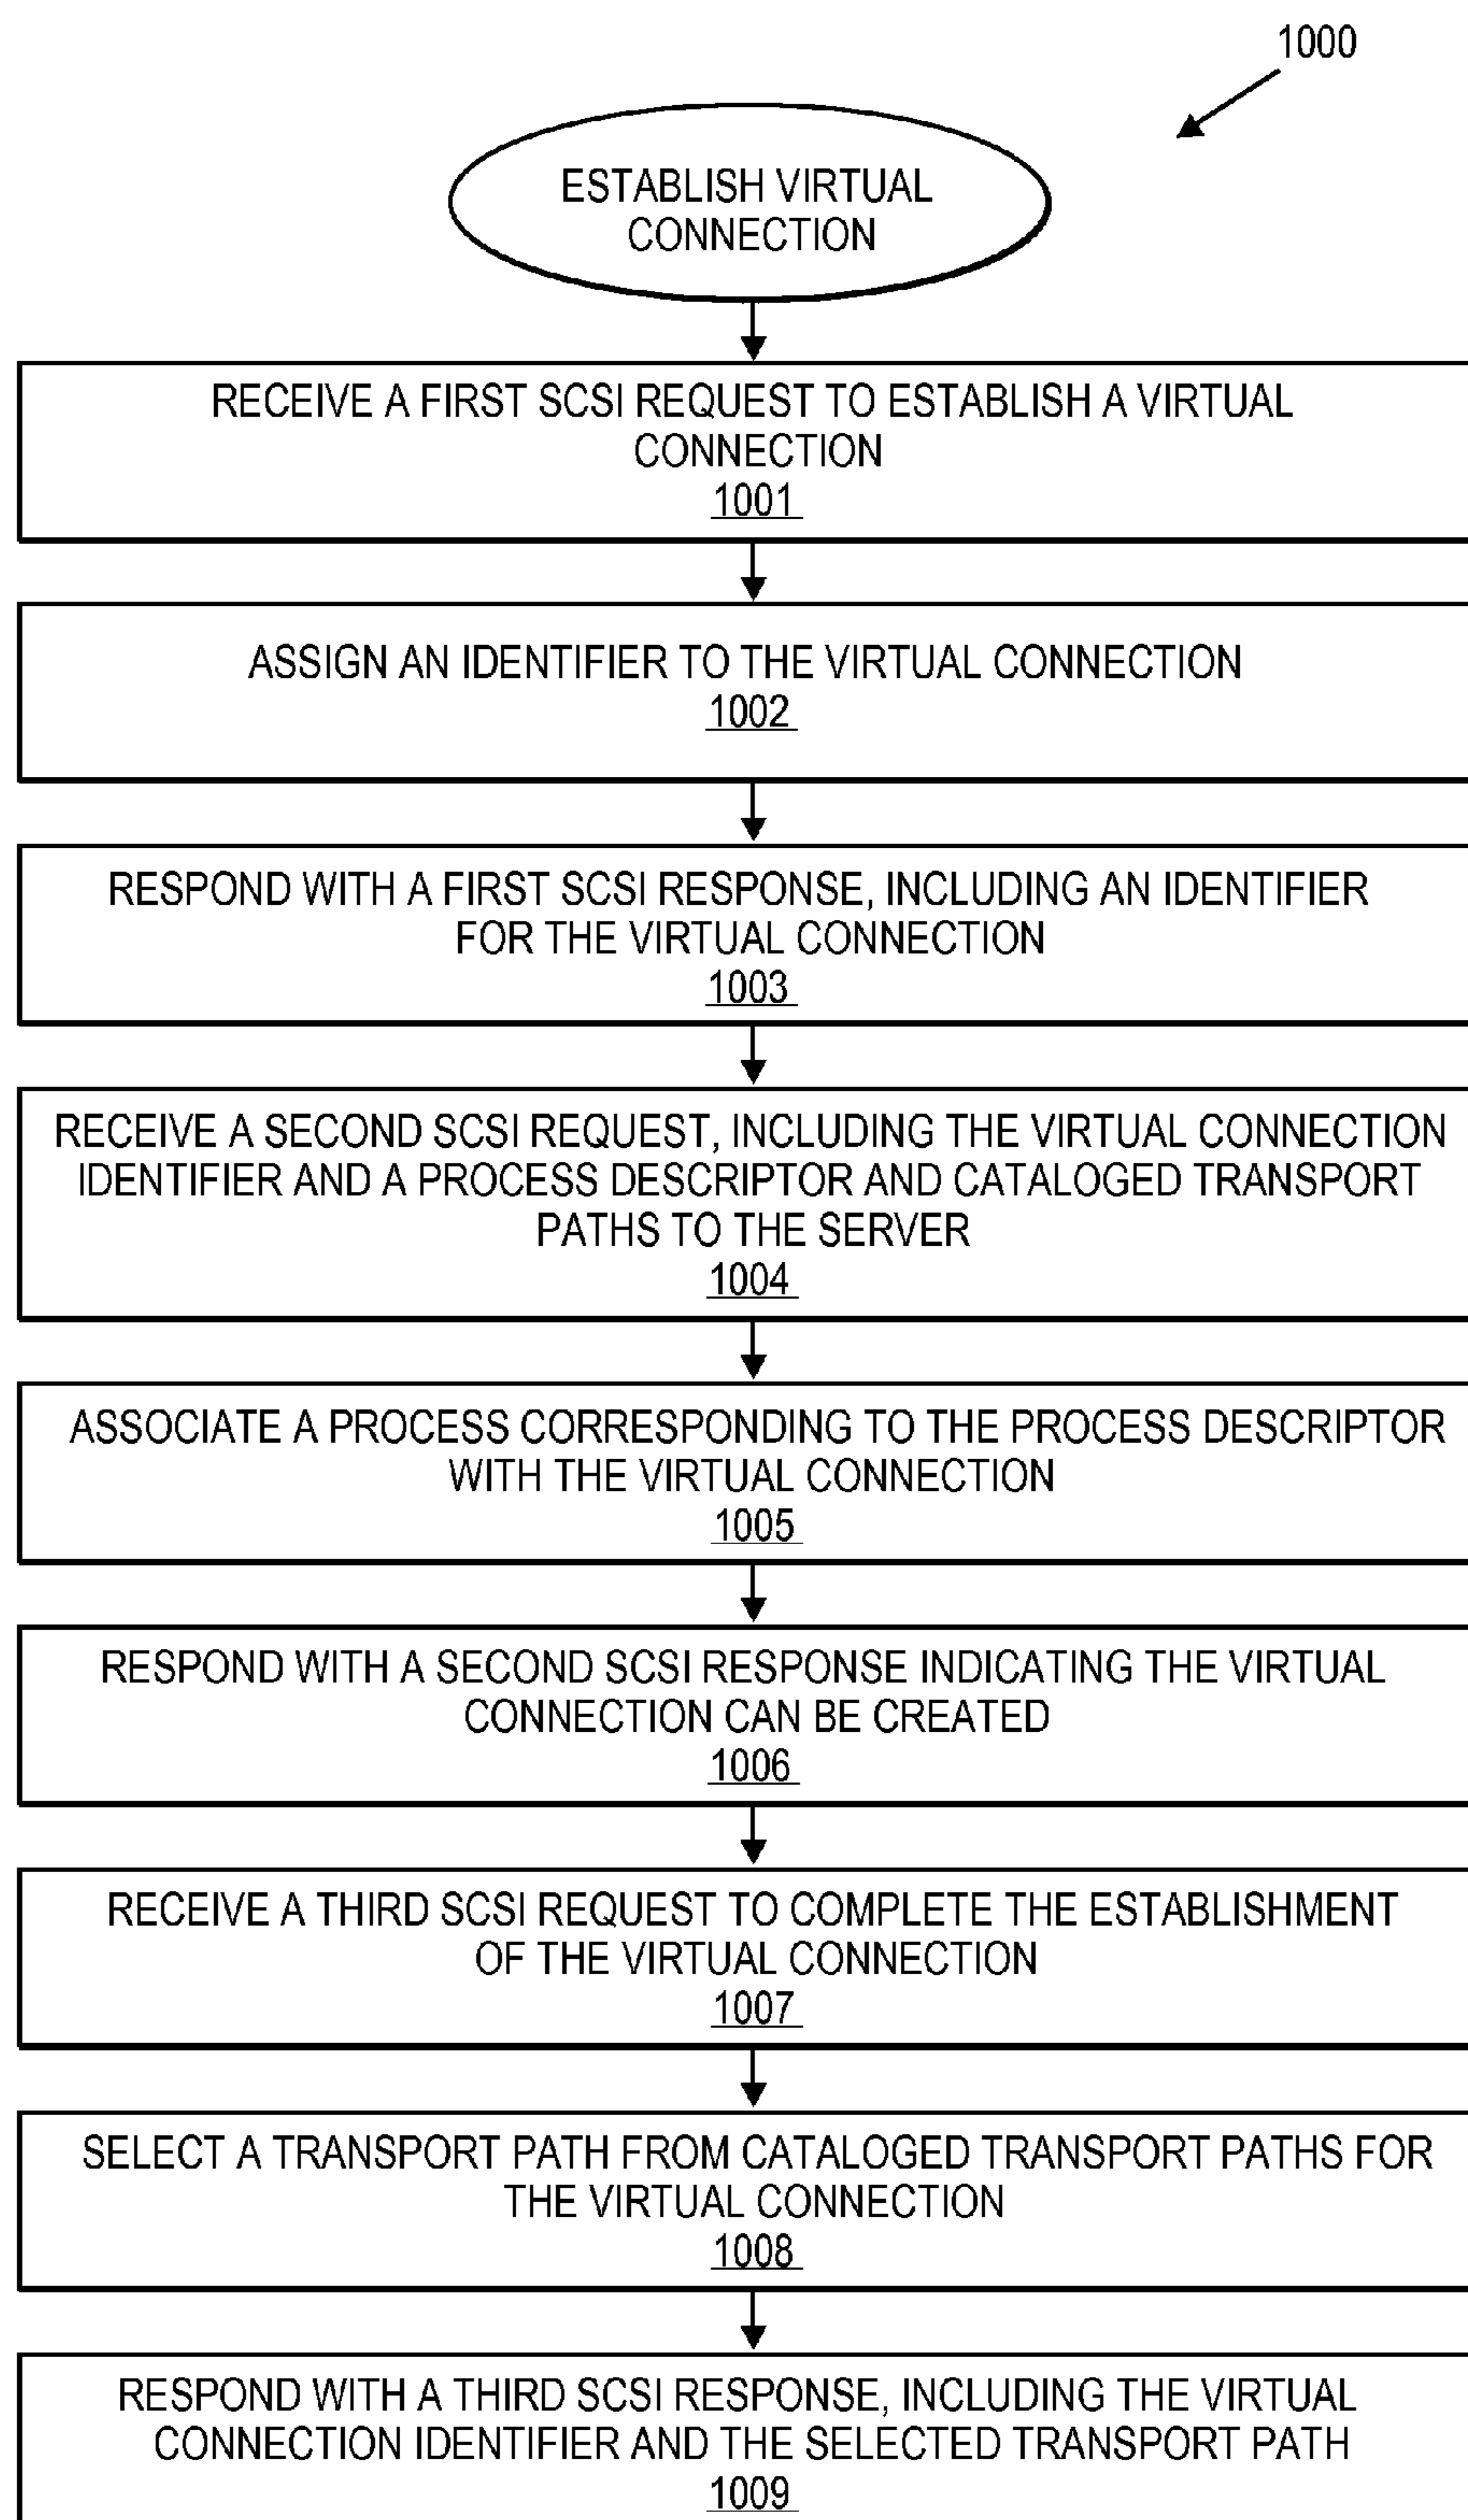 1000
ESTABLISH VIRTUAL
CONNECTION
RECEIVE A FIRST SCSI REQUEST TO ESTABLISH A VIRTUAL
CONNECTION
1001
ASSIGN AN IDENTIFIER TO THE VIRTUAL CONNECTION
1002
RESPOND WITH A FIRST SCSI RESPONSE, INCLUDING AN IDENTIFIER
FOR THE VIRTUAL CONNECTION
1003
RECEIVE A SECOND SCSI REQUEST, INCLUDING THE VIRTUAL CONNECTION
IDENTIFIER AND A PROCESS DESCRIPTOR AND CATALOGED TRANSPORT
PATHS TO THE SERVER
1004
ASSOCIATE A PROCESS CORRESPONDING TO THE PROCESS DESCRIPTOR
WITH THE VIRTUAL CONNECTION
1005
RESPOND WITH A SECOND SCSI RESPONSE INDICATING THE VIRTUAL
CONNECTION CAN BE CREATED
1006
RECEIVE A THIRD SCSI REQUEST TO COMPLETE THE ESTABLISHMENT
OF THE VIRTUAL CONNECTION
1007
SELECT A TRANSPORT PATH FROM CATALOGED TRANSPORT PATHS FOR
THE VIRTUAL CONNECTION
1008
RESPOND WITH A THIRD SCSI RESPONSE, INCLUDING THE VIRTUAL
CONNECTION IDENTIFIER AND THE SELECTED TRANSPORT PATH
1009